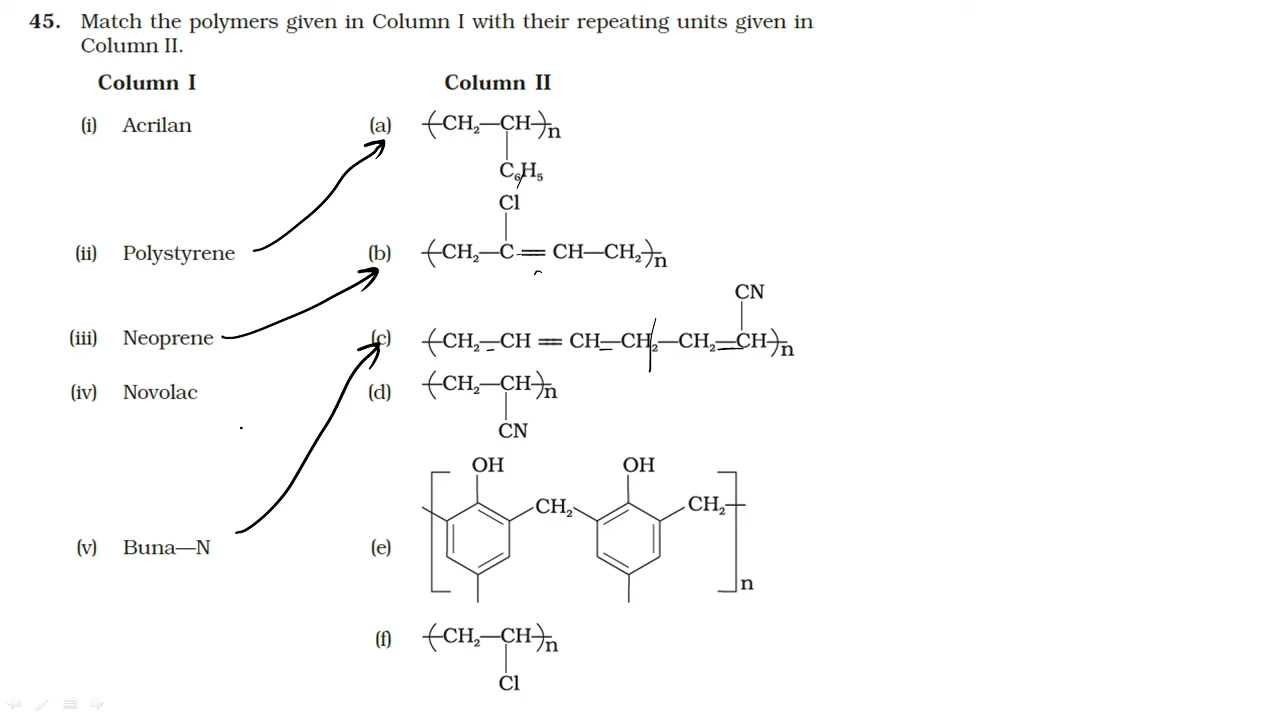 45. Match the polymers given in Column I with their repeating units given in
Column II.
Column I Column II
(i) Acrilan (a) (CH₂—CH)n
C₆H₅
Cl
(ii) Polystyrene (b) (CH₂—C═CH—CH₂)n
CN
(iii) Neoprene (c) (CH₂—CH═CH—CH₂—CH₂—CH)n
(iv) Novolac (d) (CH₂—CH)n
CN
OH OH
CH₂ CH₂
(v) Buna—N (e)
n
(f) (CH₂—CH)n
Cl